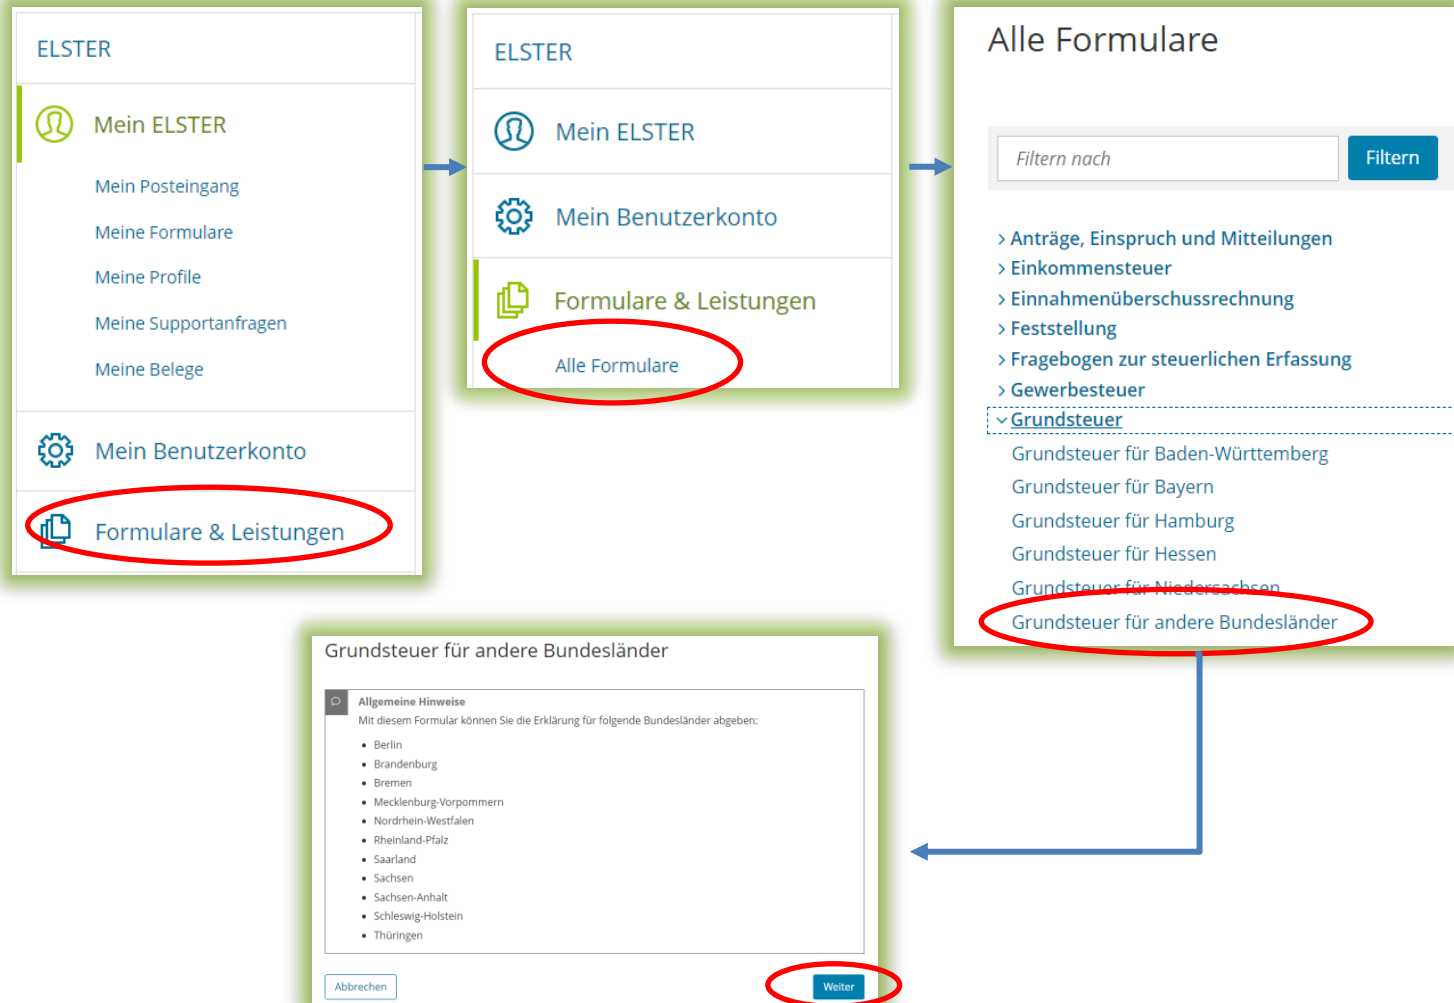 ELSTER
Mein ELSTER
Mein Posteingang
Meine Formulare
Meine Profile
Meine Supportanfragen
Meine Belege
Mein Benutzerkonto
Formulare & Leistungen
ELSTER
Mein ELSTER
Mein Benutzerkonto
Formulare & Leistungen
Alle Formulare
Alle Formulare
Filtern nach
Filtern
Anträge, Einspruch und Mitteilungen
Einkommensteuer
Einnahmenüberschussrechnung
Feststellung
Fragebogen zur steuerlichen Erfassung
Gewerbesteuer
Grundsteuer
Grundsteuer für Baden-Württemberg
Grundsteuer für Bayern
Grundsteuer für Hamburg
Grundsteuer für Hessen
Grundsteuer für Niedersachsen
Grundsteuer für andere Bundesländer
Grundsteuer für andere Bundesländer
Allgemeine Hinweise
Mit diesem Formular können Sie die Erklärung für folgende Bundesländer abgeben:
• Berlin
• Brandenburg
• Bremen
• Mecklenburg-Vorpommern
• Nordrhein-Westfalen
• Rheinland-Pfalz
• Saarland
• Sachsen
• Sachsen-Anhalt
• Schleswig-Holstein
• Thüringen
Abbrechen
Weiter